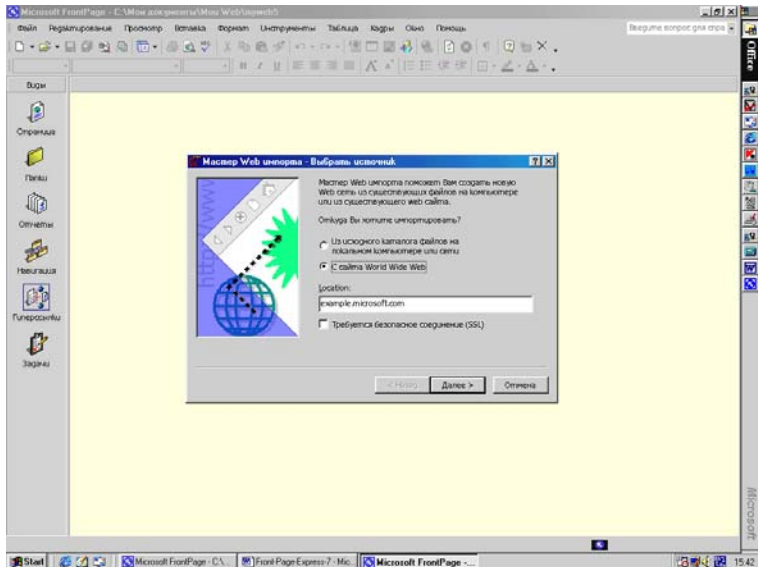 Microsoft FrontPage - C:\Мои документы\Мои Web\импweb5
Файл Редактирование Просмотр Вставка Формат Инструменты Таблица Кадры Окно Помощь
Введите вопрос для спра
Виды
Страница
Папки
Отчеты
Навигация
Гиперссылки
Задачи
Office
Microsoft
Мастер Web импорта - Выбрать источник
Мастер Web импорта поможет Вам создать новую
Web сеть из существующих файлов на компьютере
или из существующего web сайта.
Откуда Вы хотите импортировать?
Из исходного каталога файлов на
локальном компьютере или сети
С сайта World Wide Web
Location:
example.microsoft.com
Требуется безопасное соединение (SSL)
< Назад Далее > Отмена
http://www
Start Microsoft FrontPage - C:\... Front-Page-Express-7 - Mic... Microsoft FrontPage -... 15:42